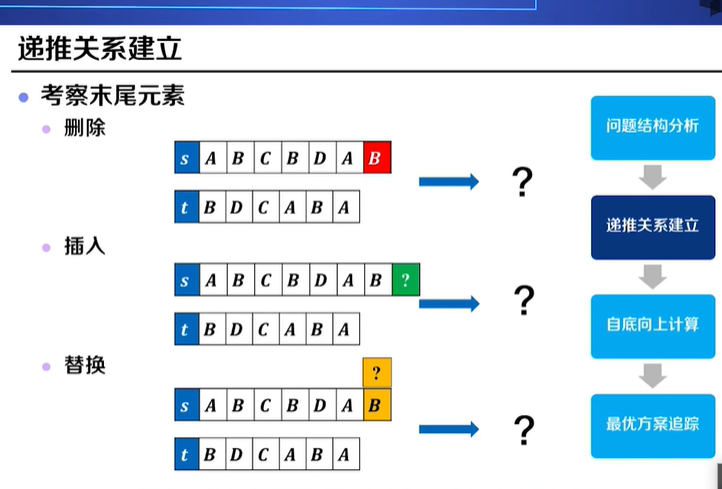 递推关系建立
考察末尾元素
删除
s A B C B D A B
?
t B D C A B A
插入
s A B C B D A B ?
?
t B D C A B A
替换
?
s A B C B D A B
?
t B D C A B A
问题结构分析
递推关系建立
自底向上计算
最优方案追踪